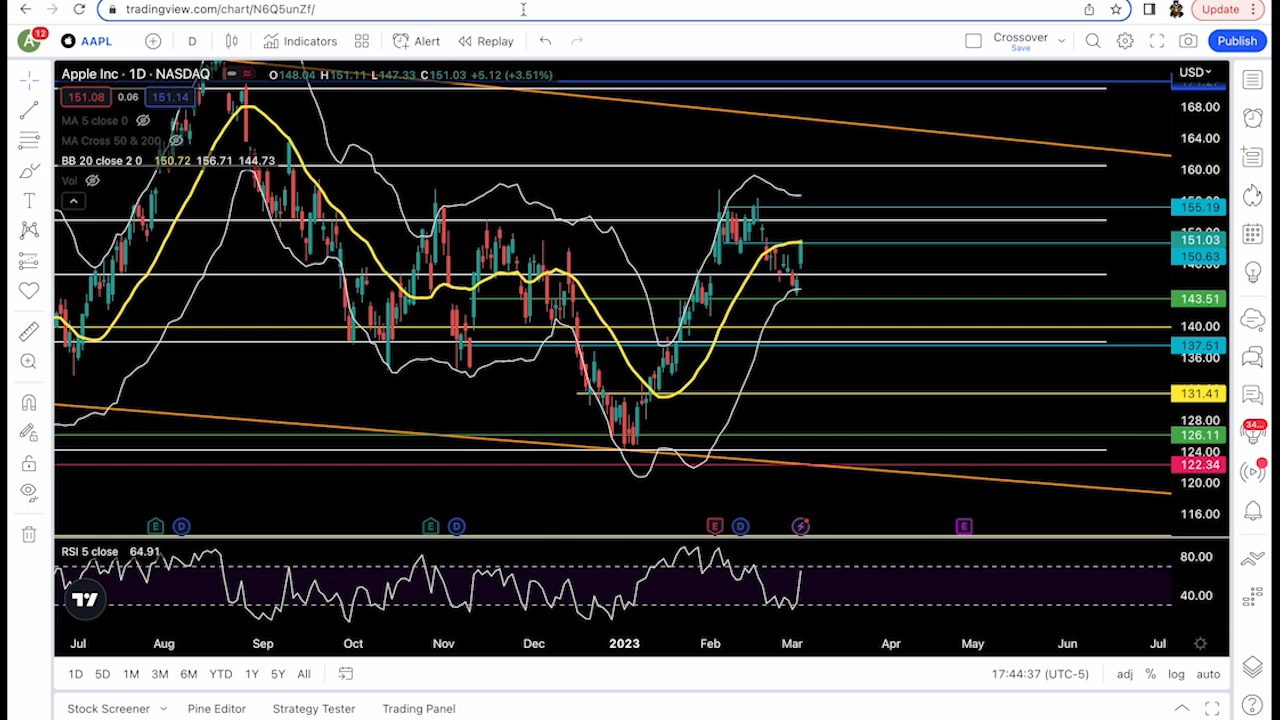 tradingview.com/chart/N6Q5unZf/
Update
A 12 AAPL D Indicators Alert Replay Crossover Save Publish
Apple Inc · 1D · NASDAQ O148.04 H151.11 L147.33 C151.03 +5.12 (+3.51%) USD
151.08 0.06 151.14
MA 5 close 0
MA Cross 50 & 200
BB 20 close 2 0 150.72 156.71 144.73
Vol
168.00
164.00
160.00
155.19
151.03
150.63
143.51
140.00
137.51
136.00
131.41
128.00
126.11
124.00
122.34
120.00
116.00
E D E D E D E
34...
RSI 5 close 64.91
80.00
40.00
Jul Aug Sep Oct Nov Dec 2023 Feb Mar Apr May Jun Jul
1D 5D 1M 3M 6M YTD 1Y 5Y All 17:44:37 (UTC-5) adj % log auto
Stock Screener Pine Editor Strategy Tester Trading Panel